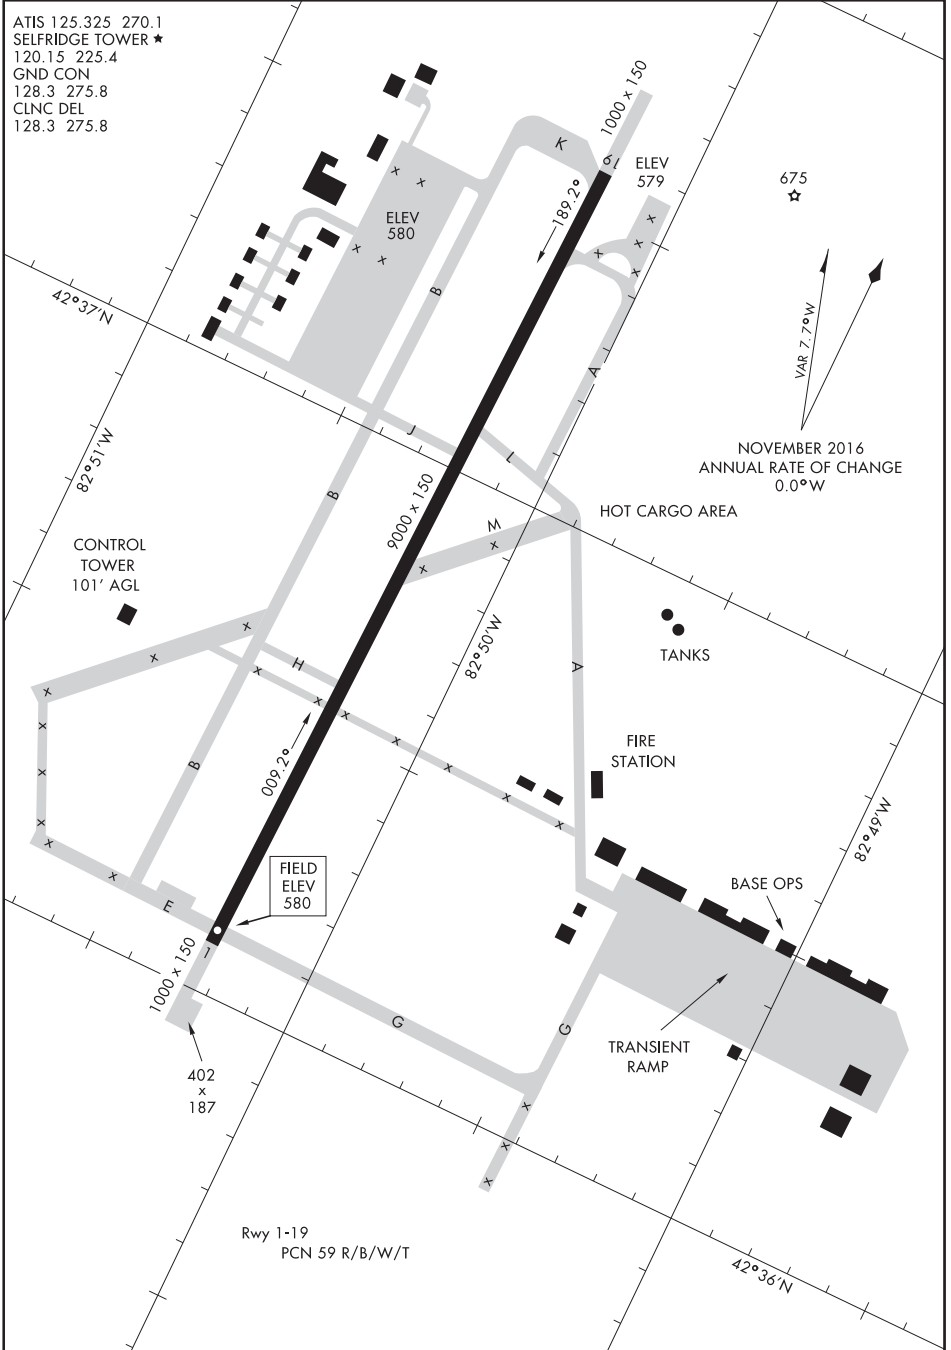 ATIS 125.325 270.1
SELFRIDGE TOWER ★
120.15 225.4
GND CON
128.3 275.8
CLNC DEL
128.3 275.8
1000 x 150
K
19
ELEV
579
675
189.2°
ELEV
580
B
42°37'N
VAR 7.7°W
A
J
L
NOVEMBER 2016
ANNUAL RATE OF CHANGE
0.0°W
82°51'W
B
9000 x 150
M
HOT CARGO AREA
CONTROL
TOWER
101' AGL
82°50'W
TANKS
H
A
009.2°
B
FIRE
STATION
82°49'W
FIELD
ELEV
580
BASE OPS
E
1
1000 x 150
G
G
TRANSIENT
RAMP
402
x
187
Rwy 1-19
PCN 59 R/B/W/T
42°36'N